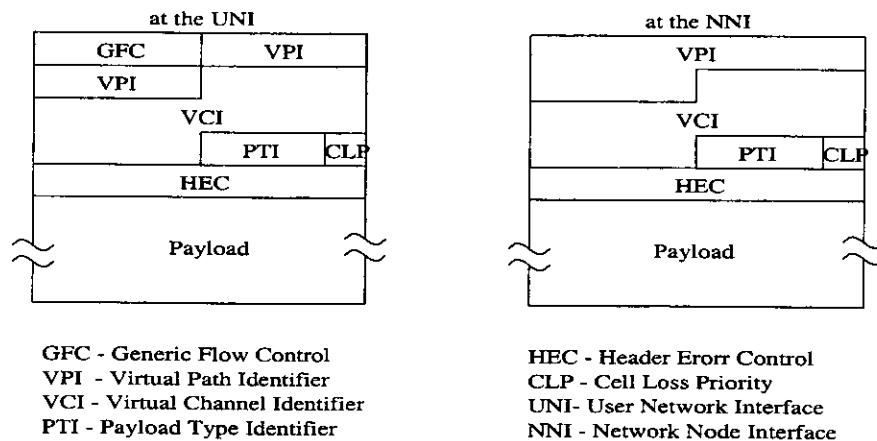 at the UNI
GFC VPI
VPI
VCI
PTI CLP
HEC
Payload
GFC - Generic Flow Control
VPI - Virtual Path Identifier
VCI - Virtual Channel Identifier
PTI - Payload Type Identifier
at the NNI
VPI
VCI
PTI CLP
HEC
Payload
HEC - Header Erorr Control
CLP - Cell Loss Priority
UNI- User Network Interface
NNI - Network Node Interface